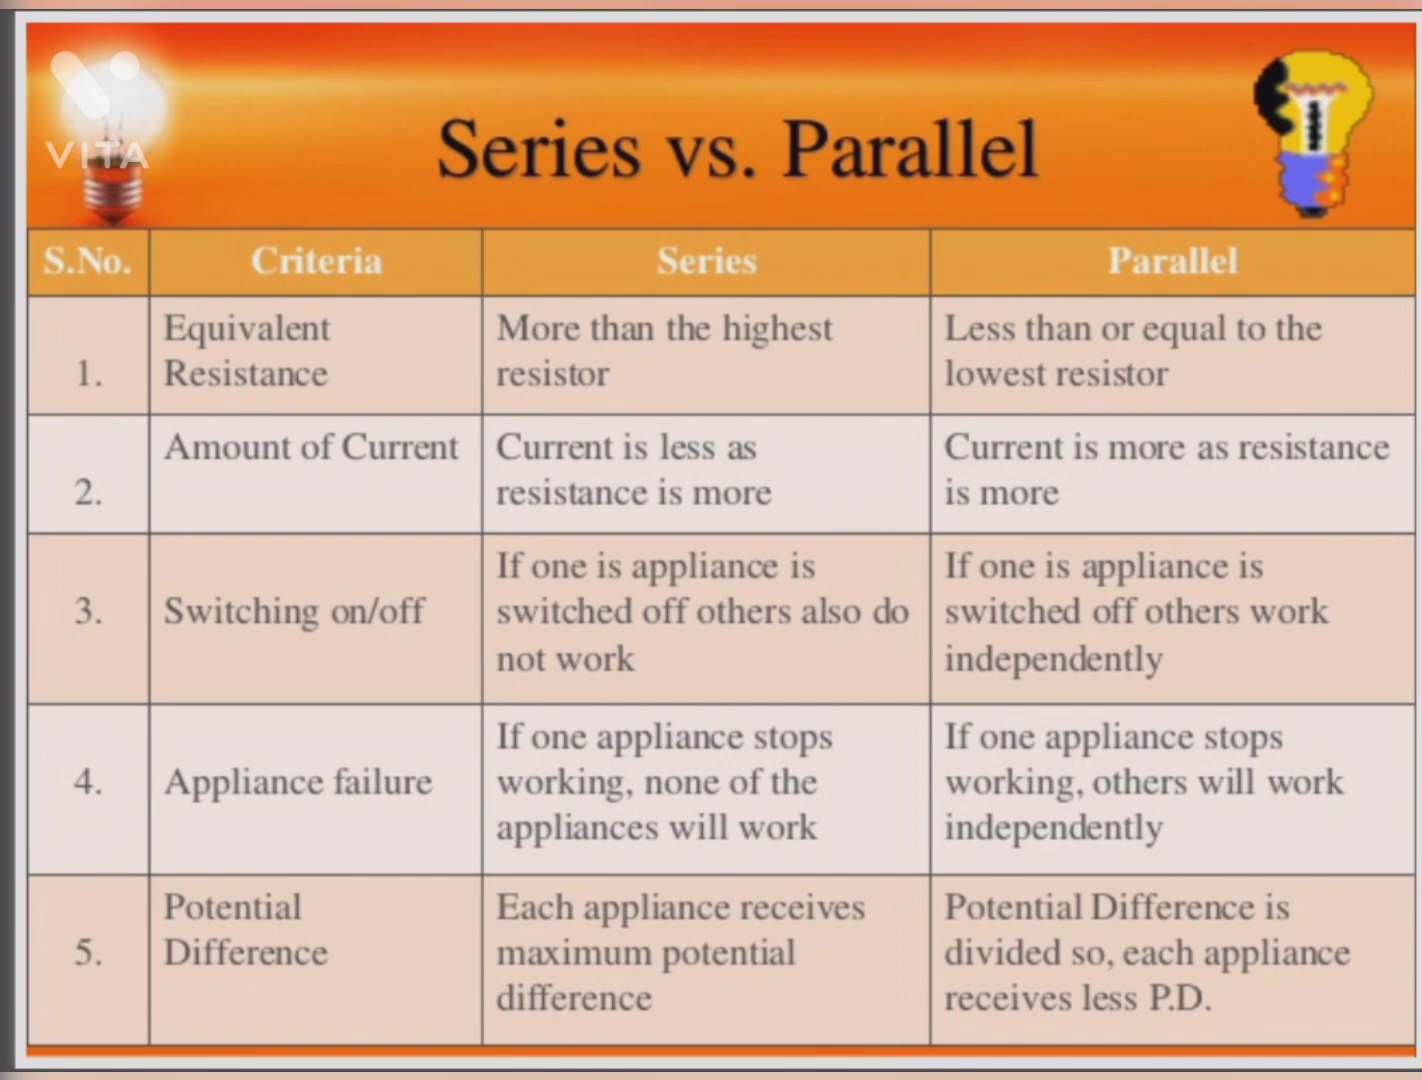 VITA
Series vs. Parallel
S.No.
Criteria
Series
Parallel
1.
Equivalent
Resistance
More than the highest
resistor
Less than or equal to the
lowest resistor
2.
Amount of Current
Current is less as
resistance is more
Current is more as resistance
is more
3.
Switching on/off
If one is appliance is
switched off others also do
not work
If one is appliance is
switched off others work
independently
4.
Appliance failure
If one appliance stops
working, none of the
appliances will work
If one appliance stops
working, others will work
independently
5.
Potential
Difference
Each appliance receives
maximum potential
difference
Potential Difference is
divided so, each appliance
receives less P.D.